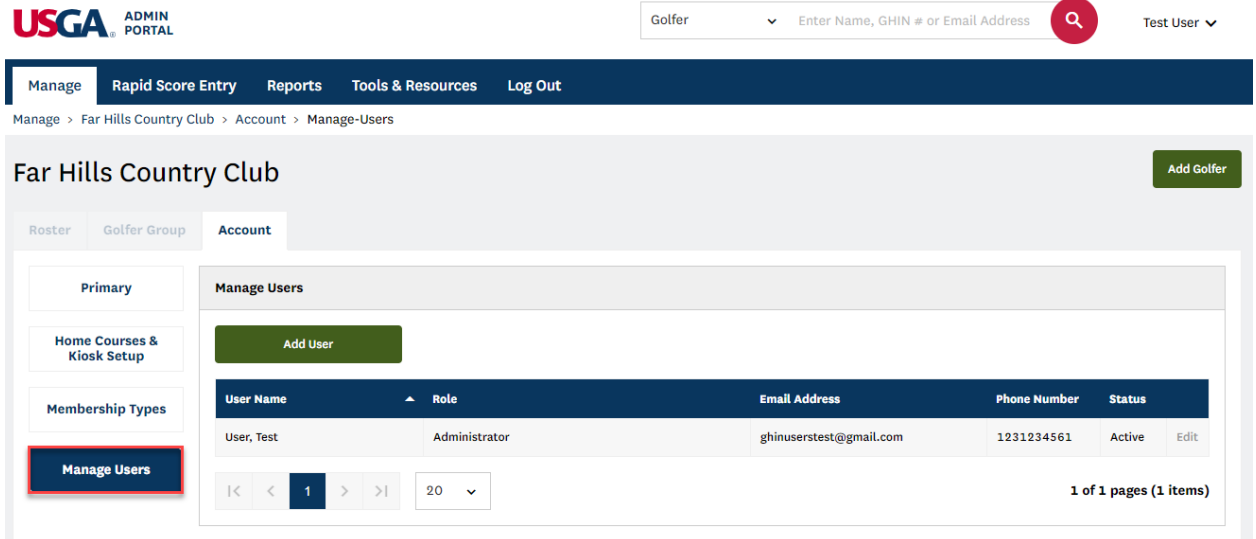 USGA® ADMIN PORTAL
Golfer
Enter Name, GHIN # or Email Address
Test User
Manage Rapid Score Entry Reports Tools & Resources Log Out
Manage > Far Hills Country Club > Account > Manage-Users
Far Hills Country Club
Add Golfer
Roster Golfer Group Account
Primary
Home Courses &
Kiosk Setup
Membership Types
Manage Users
Manage Users
Add User
User Name Role Email Address Phone Number Status
User, Test Administrator ghinuserstest@gmail.com 1231234561 Active Edit
|< < 1 > >| 20
1 of 1 pages (1 items)